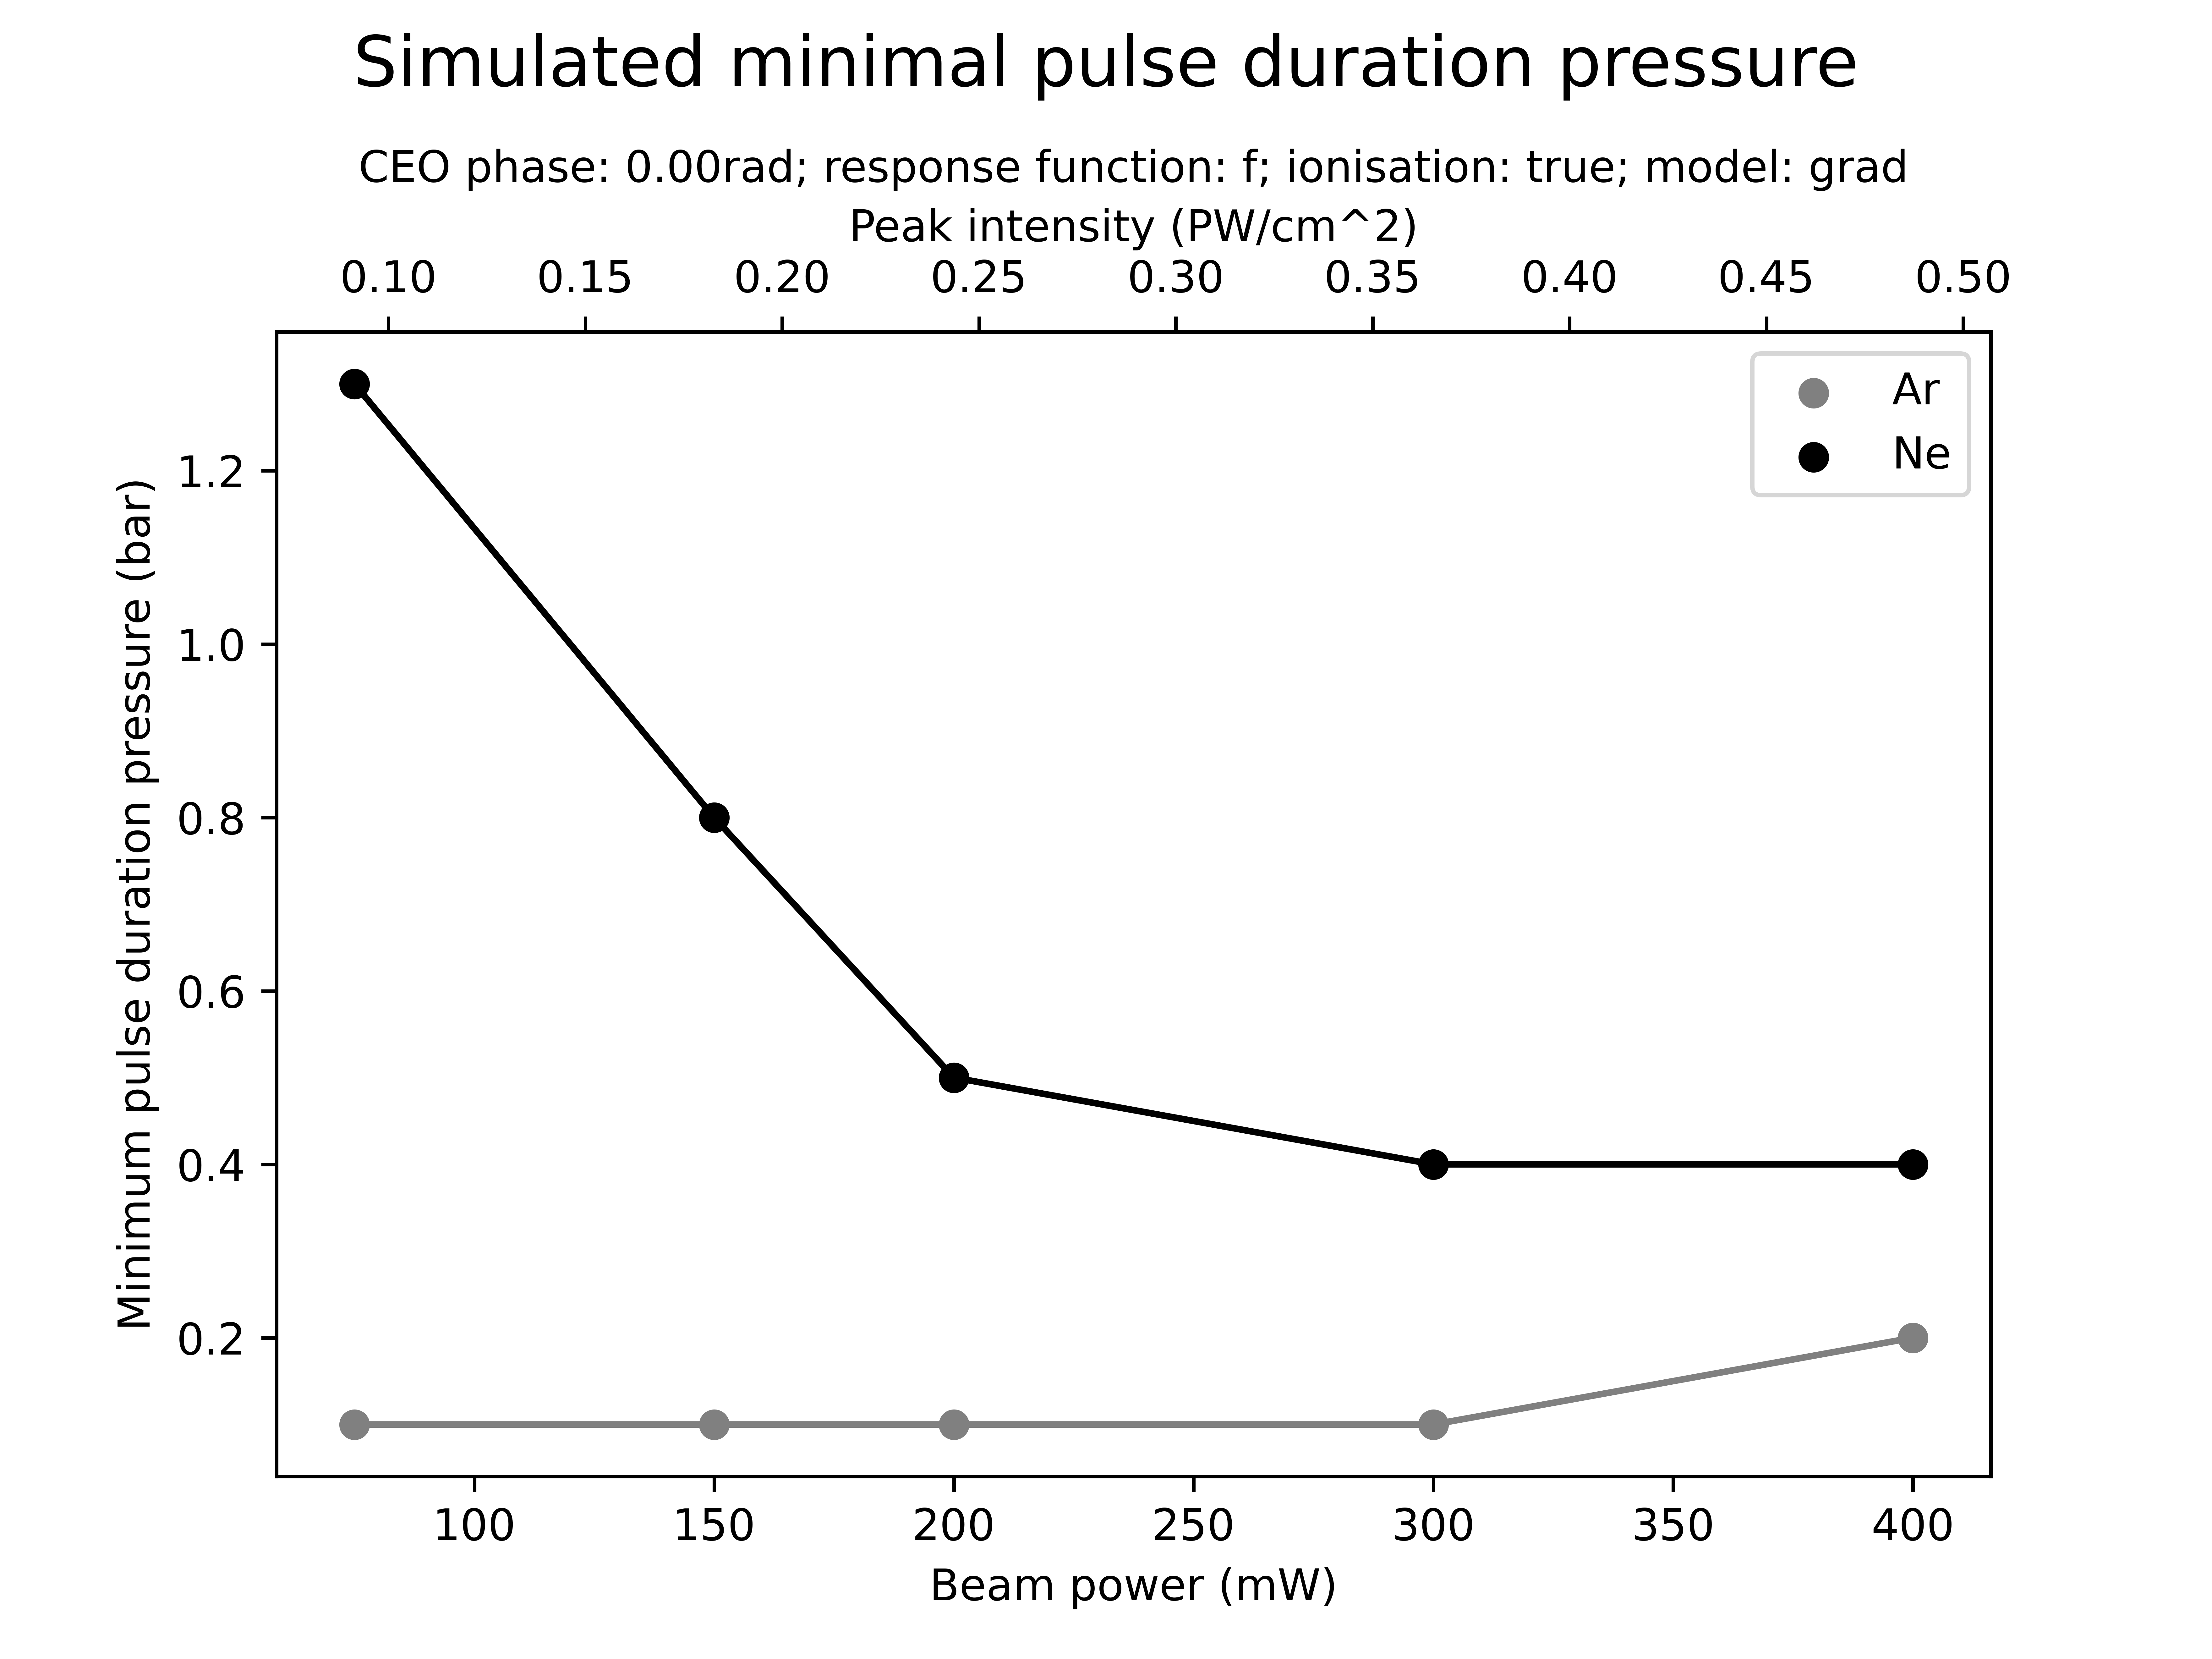 Simulated minimal pulse duration pressure
CEO phase: 0.00rad; response function: f; ionisation: true; model: grad
Peak intensity (PW/cm^2)
0.10 0.15 0.20 0.25 0.30 0.35 0.40 0.45 0.50
Ar
Ne
Minimum pulse duration pressure (bar)
1.2
1.0
0.8
0.6
0.4
0.2
100 150 200 250 300 350 400
Beam power (mW)